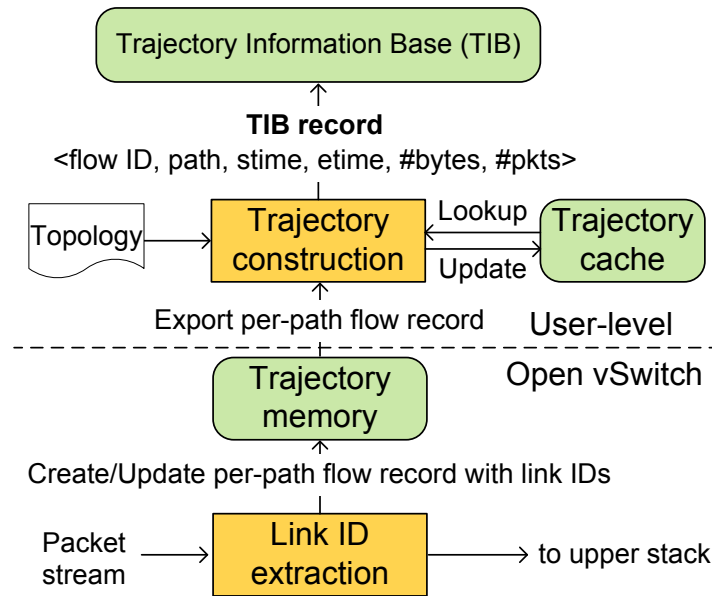 Trajectory Information Base (TIB)
TIB record
<flow ID, path, stime, etime, #bytes, #pkts>
Topology
Trajectory
construction
Lookup
Update
Trajectory
cache
Export per-path flow record
User-level
Open vSwitch
Trajectory
memory
Create/Update per-path flow record with link IDs
Packet
stream
Link ID
extraction
to upper stack